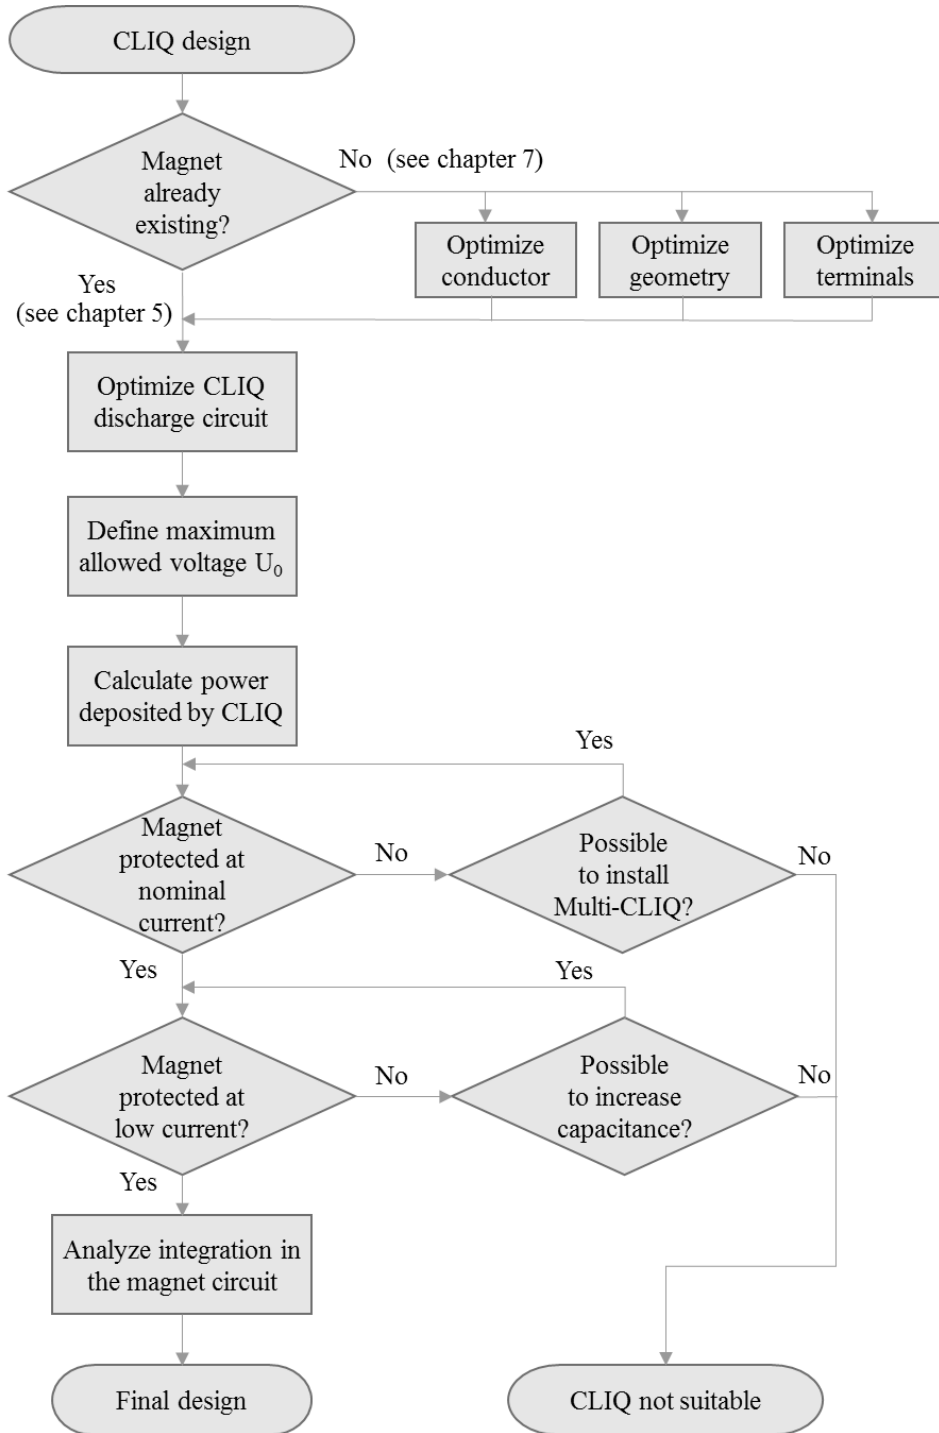 CLIQ design
Magnet
already
existing?
No (see chapter 7)
Optimize
conductor
Optimize
geometry
Optimize
terminals
Yes
(see chapter 5)
Optimize CLIQ
discharge circuit
Define maximum
allowed voltage U₀
Calculate power
deposited by CLIQ
Yes
Magnet
protected at
nominal
current?
No
Possible
to install
Multi-CLIQ?
No
Yes
Yes
Magnet
protected at
low current?
No
Possible
to increase
capacitance?
No
Yes
Analyze integration in
the magnet circuit
Final design
CLIQ not suitable